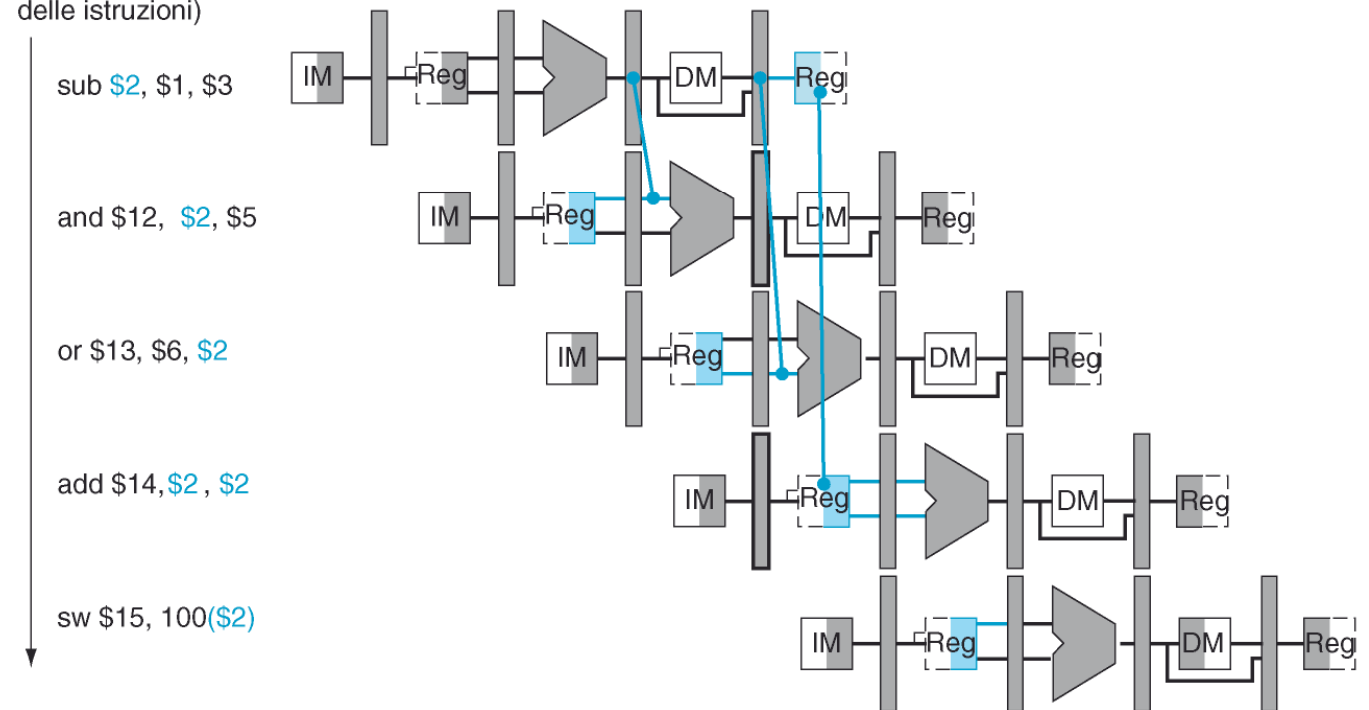 delle istruzioni)
sub $2, $1, $3
IM Reg DM Reg
and $12, $2, $5
IM Reg DM Reg
or $13, $6, $2
IM Reg DM Reg
add $14,$2 , $2
IM Reg DM Reg
sw $15, 100($2)
IM Reg DM Reg